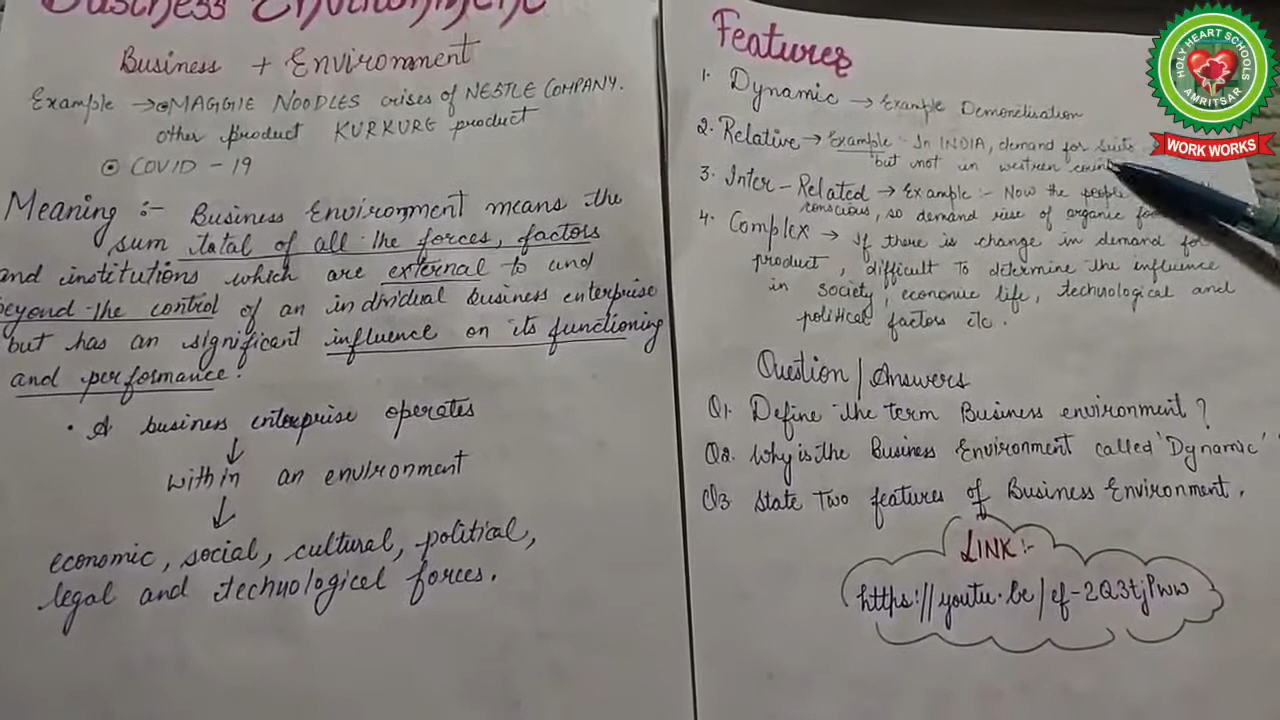 Business Environment
Business + Environment
Example → MAGGIE NOODLES crises of NESTLE COMPANY.
other product KURKURE product
COVID - 19
Meaning :- Business Environment means the
sum total of all the forces, factors
and institutions which are external to and
beyond the control of an individual business enterprise
but has an significant influence on its functioning
and performance.
• A business enterprise operates
↓
within an environment
↓
economic, social, cultural, political,
legal and technological forces.
Features
1. Dynamic → Example Demonetisation
2. Relative → Example - In INDIA, demand for suits
but not in westren
3. Inter - Related → Example :- Now the people
conscious, so demand rise of organic
4. Complex → If there is change in demand for
product, difficult to determine the influence
in society, economic life, technological and
political factors etc.
Question / Answers
Q1. Define the term Business environment?
Q2. Why is the Business Environment called 'Dynamic'
Q3 State Two features of Business Environment.
LINK :-
https://youtu.be/ef-2Q3tjPww
HOLY HEART SCHOOLS
AMRITSAR
WORK WORKS